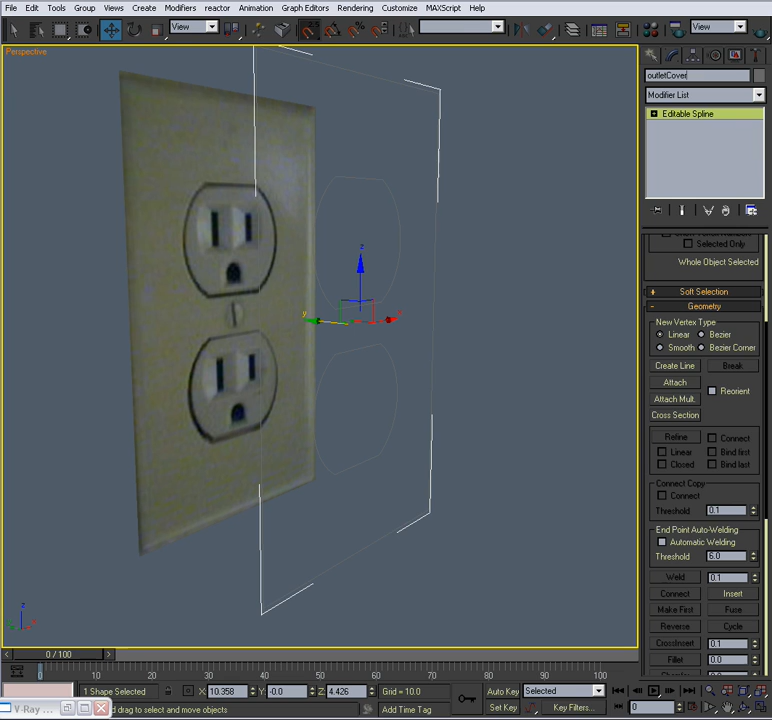 File Edit Tools Group Views Create Modifiers reactor Animation Graph Editors Rendering Customize MAXScript Help
View
View
Perspective
outletCover
Modifier List
Editable Spline
Selected Only
Whole Object Selected
+ Soft Selection
- Geometry
New Vertex Type
Linear Bezier
Smooth Bezier Corner
Create Line Break
Attach
Reorient
Attach Mult.
Cross Section
Refine Connect
Linear Bind first
Closed Bind last
Connect Copy
Connect
Threshold 0.1
End Point Auto-Welding
Automatic Welding
Threshold 6.0
Weld 0.1
Connect Insert
Make First Fuse
Reverse Cycle
CrossInsert 0.1
Fillet 0.0
z
y
x
z
x
< 0 / 100 >
0 10 20 30 40 50 60 70 80 90 100
1 Shape Selected X: 10.358 Y: -0.0 Z: 4.426 Grid = 10.0 Auto Key Selected
V-Ray drag to select and move objects Add Time Tag Set Key Key Filters... 0